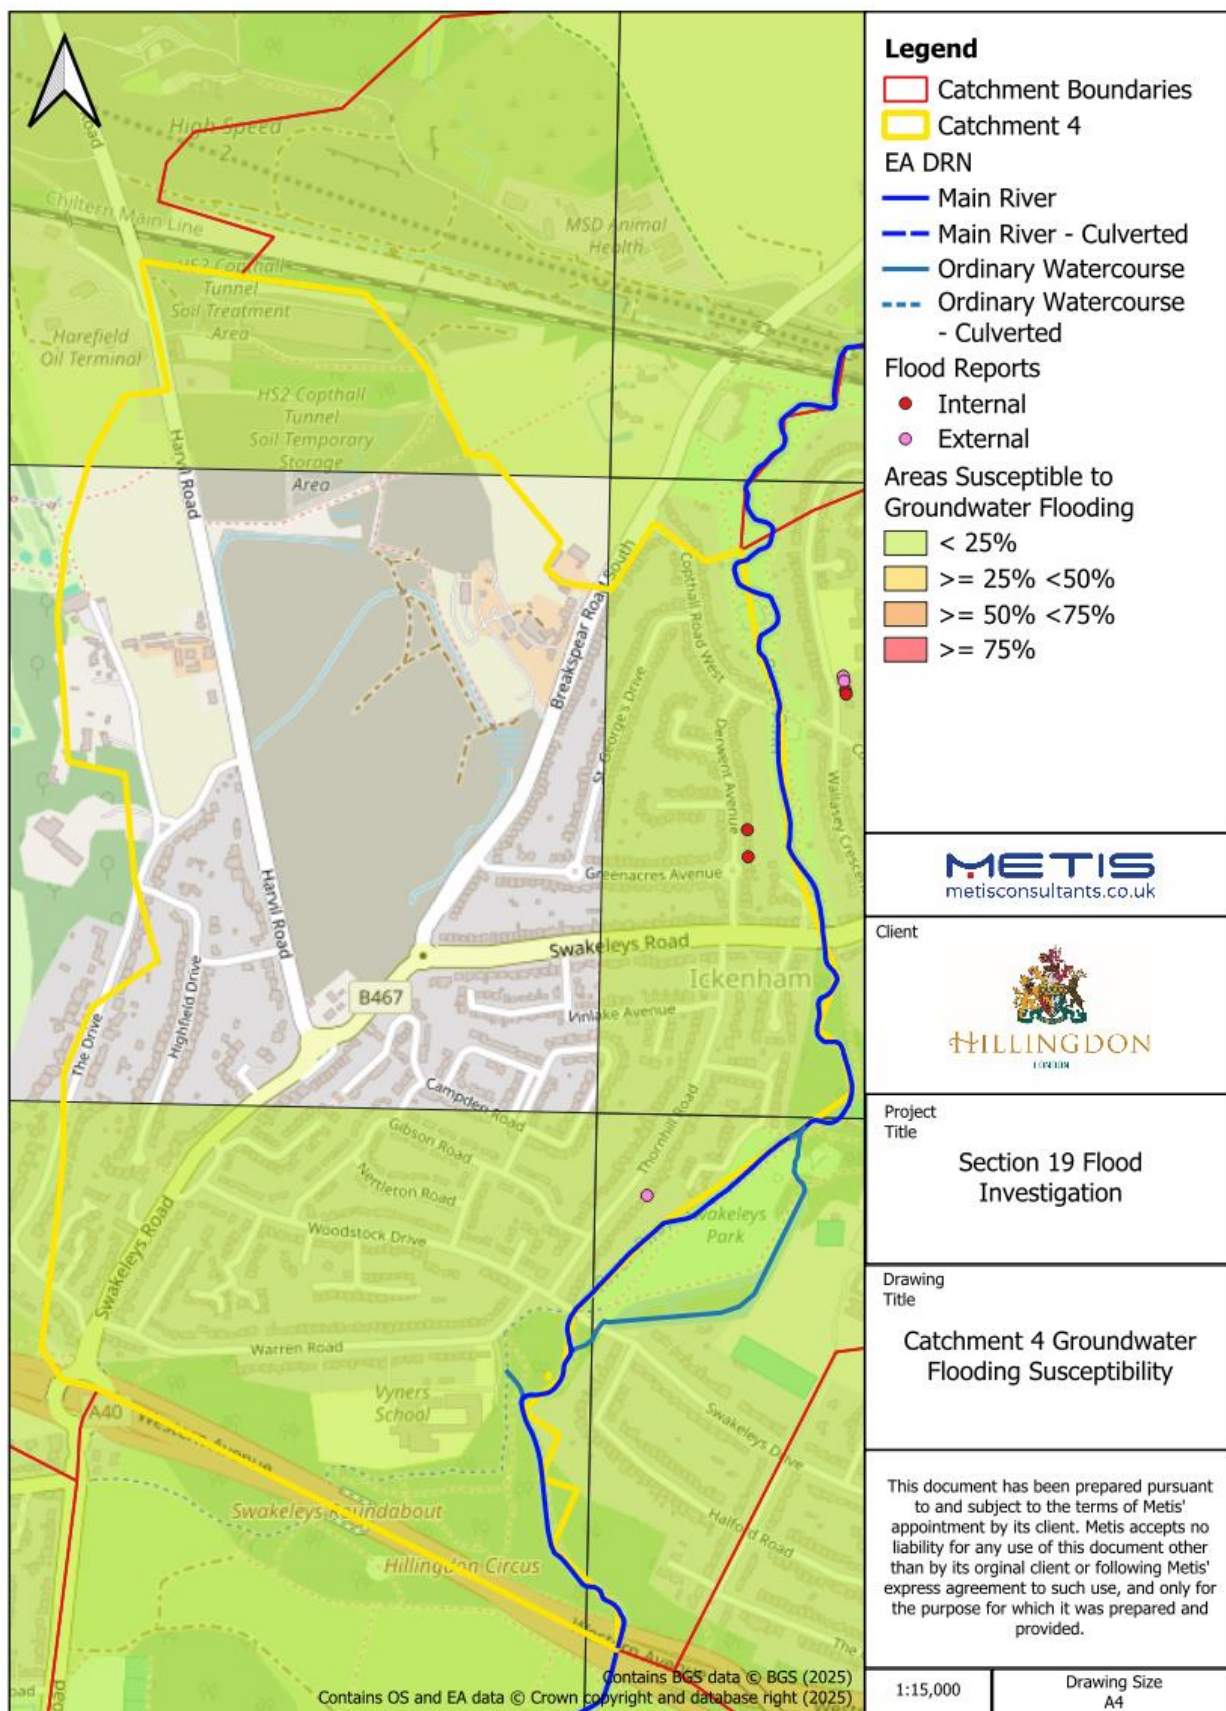 Road
High Speed
2
Chiltern Main Line
MSD Animal
Health
HS2 Copthall
Tunnel
Soil Treatment
Area
Harefield
Oil Terminal
HS2 Copthall
Tunnel
Soil Temporary
Storage
Area
Harvil Road
Breakspear Road South
Copthall Road West
St. George's Drive
Derwent Avenue
Wallasey Crescent
Greenacres Avenue
Swakeleys Road
Ickenham
B467
Harvil Road
Highfield Drive
The Drive
Vinlake Avenue
Campden Road
Gibson Road
Nettleton Road
Thornhill Road
Woodstock Drive
Swakeleys
Park
Swakeleys Road
Warren Road
Vyners
School
A40
Western Avenue
Swakeleys Drive
Swakeleys Roundabout
Halford Road
Hillingdon Circus
Western Avenue
The
oad
Road
Contains BGS data © BGS (2025)
Contains OS and EA data © Crown copyright and database right (2025)
Legend
Catchment Boundaries
Catchment 4
EA DRN
Main River
Main River - Culverted
Ordinary Watercourse
Ordinary Watercourse
- Culverted
Flood Reports
Internal
External
Areas Susceptible to
Groundwater Flooding
< 25%
>= 25% <50%
>= 50% <75%
>= 75%
METIS
metisconsultants.co.uk
Client
HILLINGDON
LONDON
Project
Title
Section 19 Flood
Investigation
Drawing
Title
Catchment 4 Groundwater
Flooding Susceptibility
This document has been prepared pursuant
to and subject to the terms of Metis'
appointment by its client. Metis accepts no
liability for any use of this document other
than by its orginal client or following Metis'
express agreement to such use, and only for
the purpose for which it was prepared and
provided.
1:15,000
Drawing Size
A4